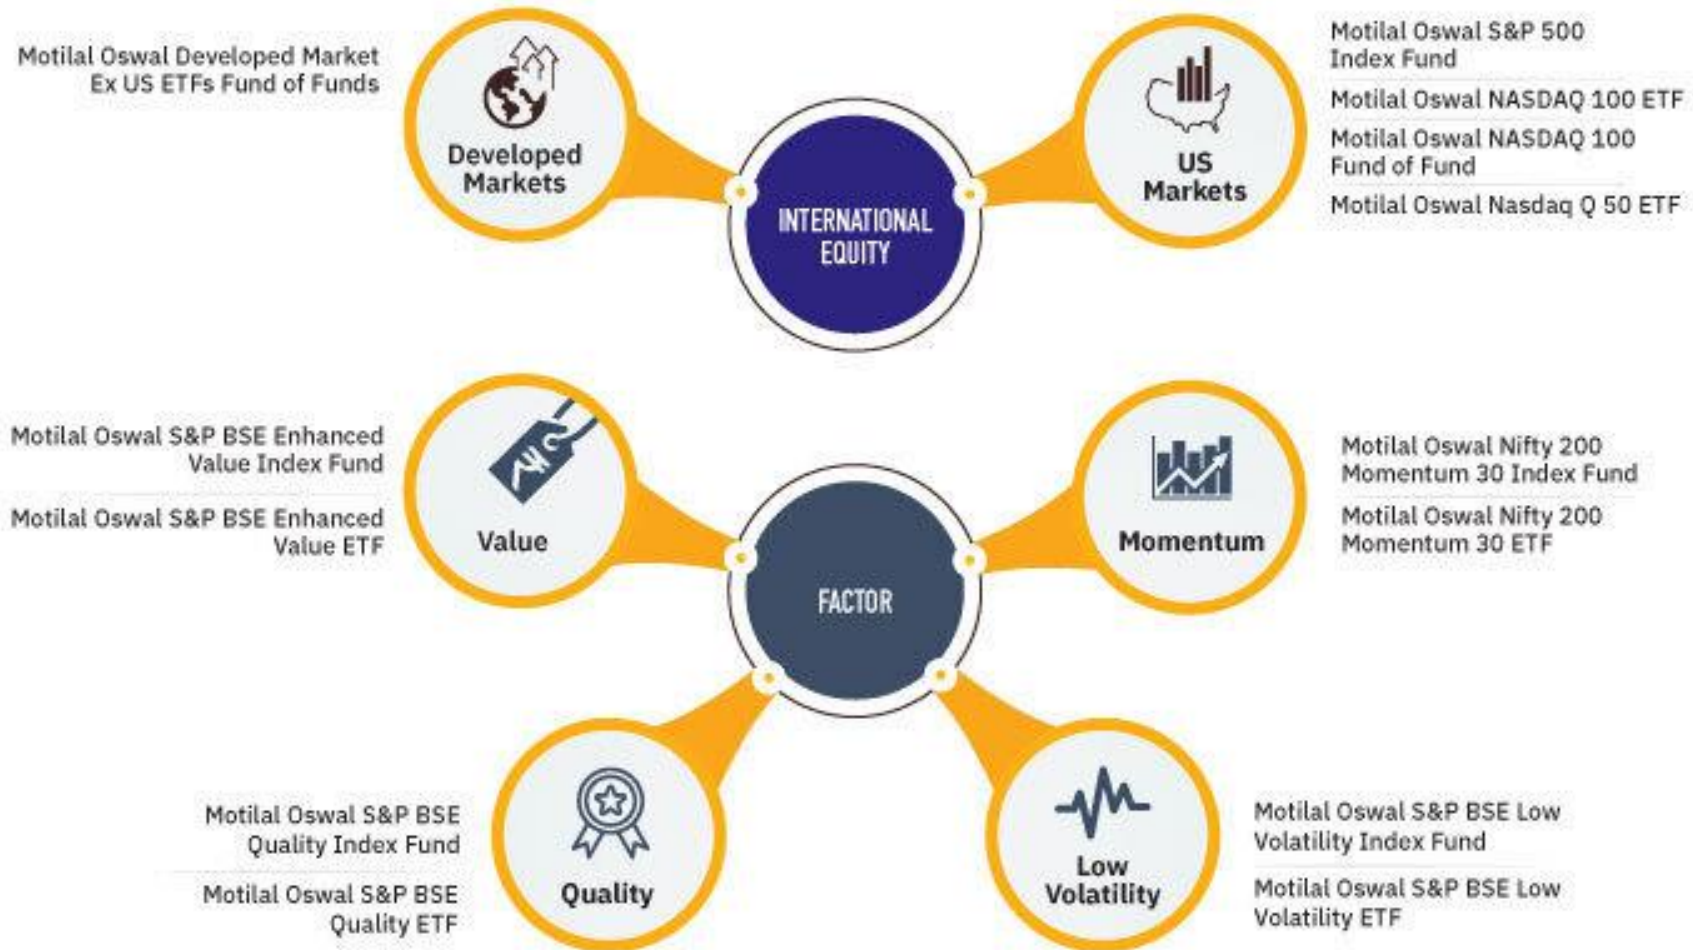 Motilal Oswal Developed Market
Ex US ETFs Fund of Funds
Developed
Markets
INTERNATIONAL
EQUITY
US
Markets
Motilal Oswal S&P 500
Index Fund
Motilal Oswal NASDAQ 100 ETF
Motilal Oswal NASDAQ 100
Fund of Fund
Motilal Oswal Nasdaq Q 50 ETF
Motilal Oswal S&P BSE Enhanced
Value Index Fund
Motilal Oswal S&P BSE Enhanced
Value ETF
₹
Value
FACTOR
Momentum
Motilal Oswal Nifty 200
Momentum 30 Index Fund
Motilal Oswal Nifty 200
Momentum 30 ETF
Motilal Oswal S&P BSE
Quality Index Fund
Motilal Oswal S&P BSE
Quality ETF
Quality
Low
Volatility
Motilal Oswal S&P BSE Low
Volatility Index Fund
Motilal Oswal S&P BSE Low
Volatility ETF